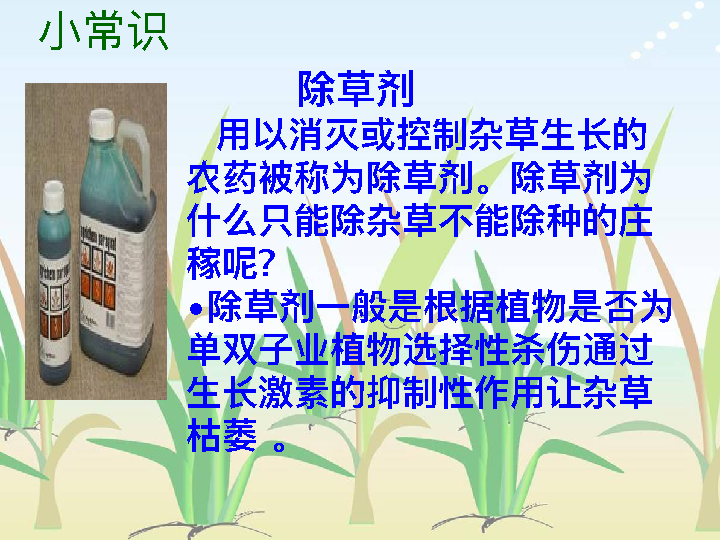 小常识
除草剂
用以消灭或控制杂草生长的
农药被称为除草剂。除草剂为
什么只能除杂草不能除种的庄
稼呢?
•除草剂一般是根据植物是否为
单双子业植物选择性杀伤通过
生长激素的抑制性作用让杂草
枯萎 。